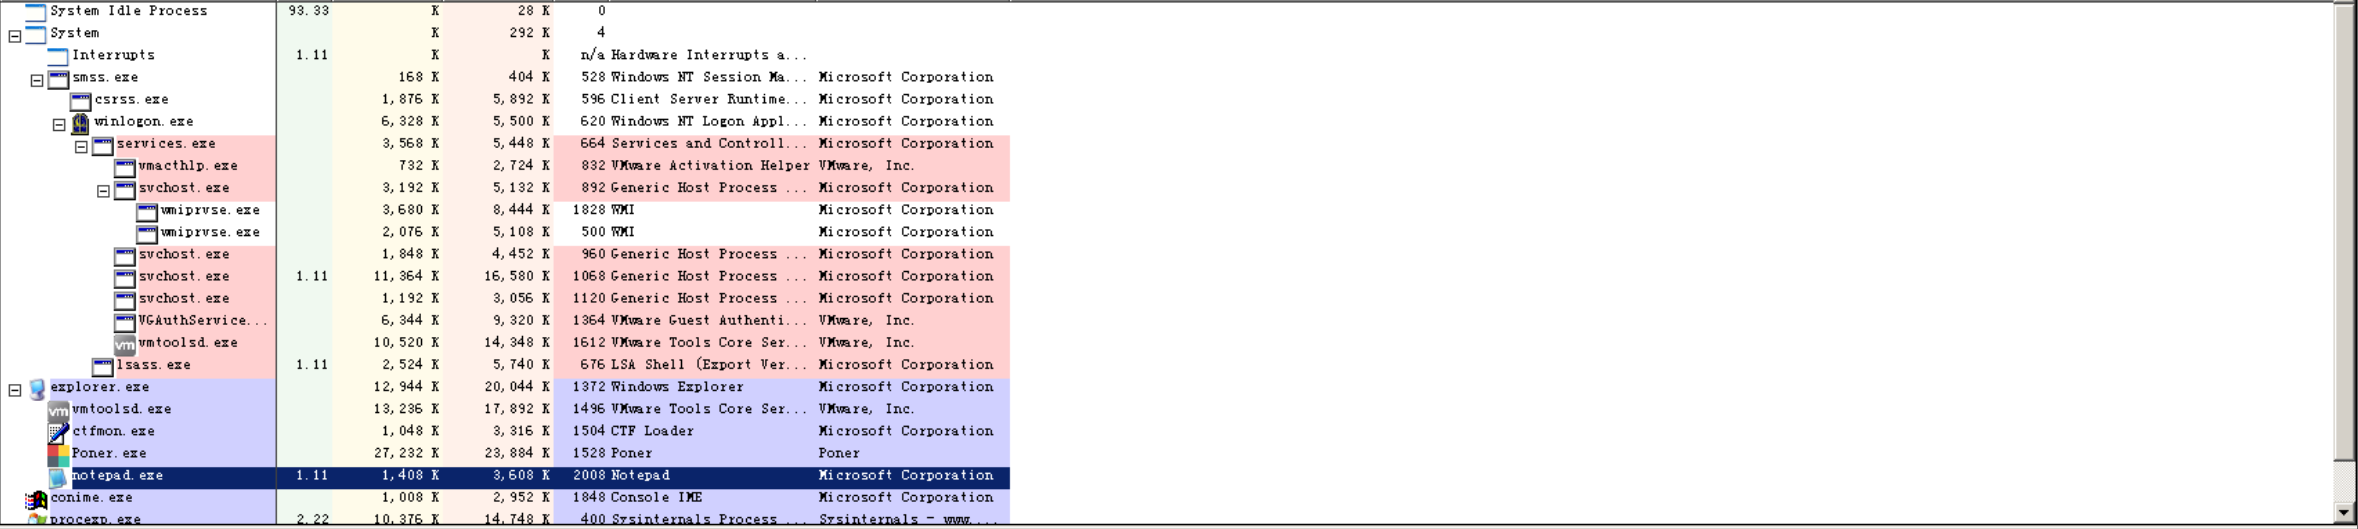 System Idle Process 93.33 K 28 K 0
System K 292 K 4
Interrupts 1.11 K K n/a Hardware Interrupts a...
smss.exe 168 K 404 K 528 Windows NT Session Ma... Microsoft Corporation
csrss.exe 1,876 K 5,892 K 596 Client Server Runtime... Microsoft Corporation
winlogon.exe 6,328 K 5,500 K 620 Windows NT Logon Appl... Microsoft Corporation
services.exe 3,568 K 5,448 K 664 Services and Controll... Microsoft Corporation
vmacthlp.exe 732 K 2,724 K 832 VMware Activation Helper VMware, Inc.
svchost.exe 3,192 K 5,132 K 892 Generic Host Process ... Microsoft Corporation
wmiprvse.exe 3,680 K 8,444 K 1828 WMI Microsoft Corporation
wmiprvse.exe 2,076 K 5,108 K 500 WMI Microsoft Corporation
svchost.exe 1,848 K 4,452 K 960 Generic Host Process ... Microsoft Corporation
svchost.exe 1.11 11,364 K 16,580 K 1068 Generic Host Process ... Microsoft Corporation
svchost.exe 1,192 K 3,056 K 1120 Generic Host Process ... Microsoft Corporation
VGAuthService... 6,344 K 9,320 K 1364 VMware Guest Authenti... VMware, Inc.
vm vmtoolsd.exe 10,520 K 14,348 K 1612 VMware Tools Core Ser... VMware, Inc.
lsass.exe 1.11 2,524 K 5,740 K 676 LSA Shell (Export Ver... Microsoft Corporation
explorer.exe 12,944 K 20,044 K 1372 Windows Explorer Microsoft Corporation
vm vmtoolsd.exe 13,236 K 17,892 K 1496 VMware Tools Core Ser... VMware, Inc.
ctfmon.exe 1,048 K 3,316 K 1504 CTF Loader Microsoft Corporation
Poner.exe 27,232 K 23,884 K 1528 Poner Poner
notepad.exe 1.11 1,408 K 3,608 K 2008 Notepad Microsoft Corporation
conime.exe 1,008 K 2,952 K 1848 Console IME Microsoft Corporation
procexp.exe 2.22 10,376 K 14,748 K 400 Sysinternals Process ... Sysinternals - www....